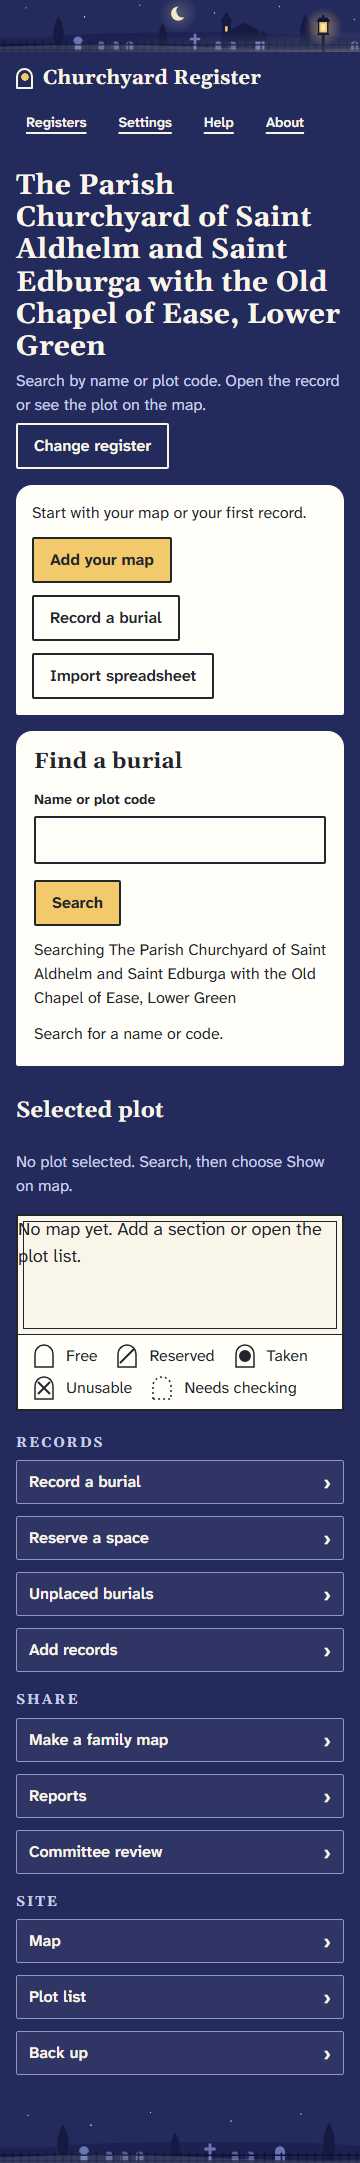 Churchyard Register
Registers Settings Help About
The Parish
Churchyard of Saint
Aldhelm and Saint
Edburga with the Old
Chapel of Ease, Lower
Green
Search by name or plot code. Open the record
or see the plot on the map.
Change register
Start with your map or your first record.
Add your map
Record a burial
Import spreadsheet
Find a burial
Name or plot code
Search
Searching The Parish Churchyard of Saint
Aldhelm and Saint Edburga with the Old
Chapel of Ease, Lower Green
Search for a name or code.
Selected plot
No plot selected. Search, then choose Show
on map.
No map yet. Add a section or open the
plot list.
Free Reserved Taken
Unusable Needs checking
RECORDS
Record a burial ›
Reserve a space ›
Unplaced burials ›
Add records ›
SHARE
Make a family map ›
Reports ›
Committee review ›
SITE
Map ›
Plot list ›
Back up ›